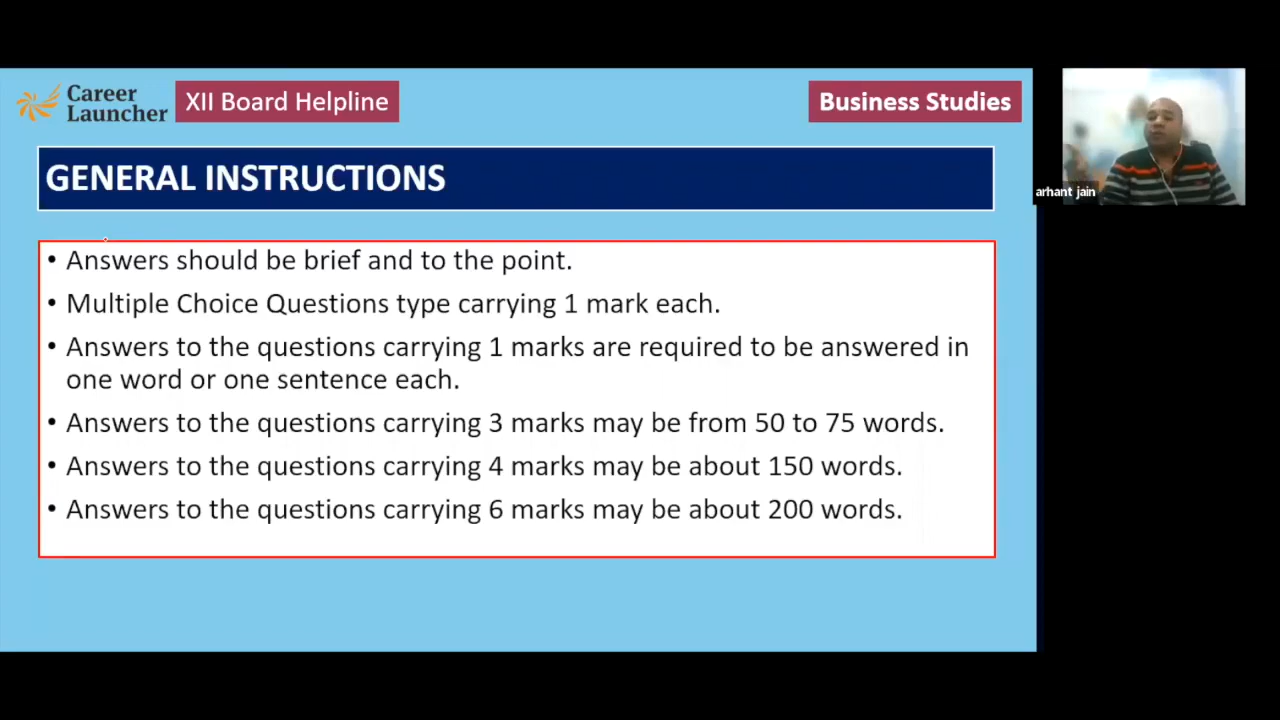 Career
Launcher
XII Board Helpline
Business Studies
GENERAL INSTRUCTIONS
arhant jain
• Answers should be brief and to the point.
• Multiple Choice Questions type carrying 1 mark each.
• Answers to the questions carrying 1 marks are required to be answered in
one word or one sentence each.
• Answers to the questions carrying 3 marks may be from 50 to 75 words.
• Answers to the questions carrying 4 marks may be about 150 words.
• Answers to the questions carrying 6 marks may be about 200 words.